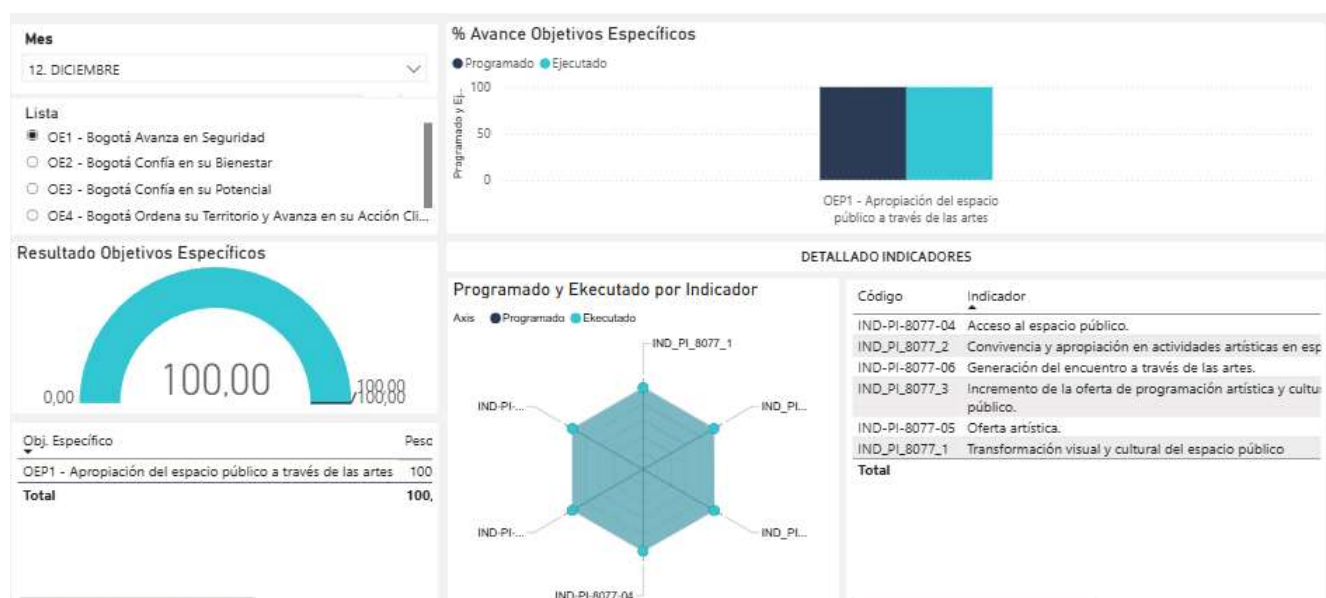 Mes
12. DICIEMBRE
Lista
OE1 - Bogotá Avanza en Seguridad
OE2 - Bogotá Confía en su Bienestar
OE3 - Bogotá Confía en su Potencial
OE4 - Bogotá Ordena su Territorio y Avanza en su Acción Cli...
Resultado Objetivos Específicos
0,00
100,00
100,00
100,00
Obj. Específico Peso
OEP1 - Apropiación del espacio público a través de las artes 100
Total 100,
% Avance Objetivos Específicos
Programado Ejecutado
Programado y Ej...
100
50
0
OEP1 - Apropiación del espacio
público a través de las artes
DETALLADO INDICADORES
Programado y Ekecutado por Indicador
Axis Programado Ekecutado
IND_PI_8077_1
IND-PI-... IND_PI...
IND-PI-... IND_PI...
IND-PI-8077-04
Código Indicador
IND-PI-8077-04 Acceso al espacio público.
IND_PI_8077_2 Convivencia y apropiación en actividades artísticas en esp
IND-PI-8077-06 Generación del encuentro a través de las artes.
IND_PI_8077_3 Incremento de la oferta de programación artística y cultu
público.
IND-PI-8077-05 Oferta artística.
IND_PI_8077_1 Transformación visual y cultural del espacio público
Total